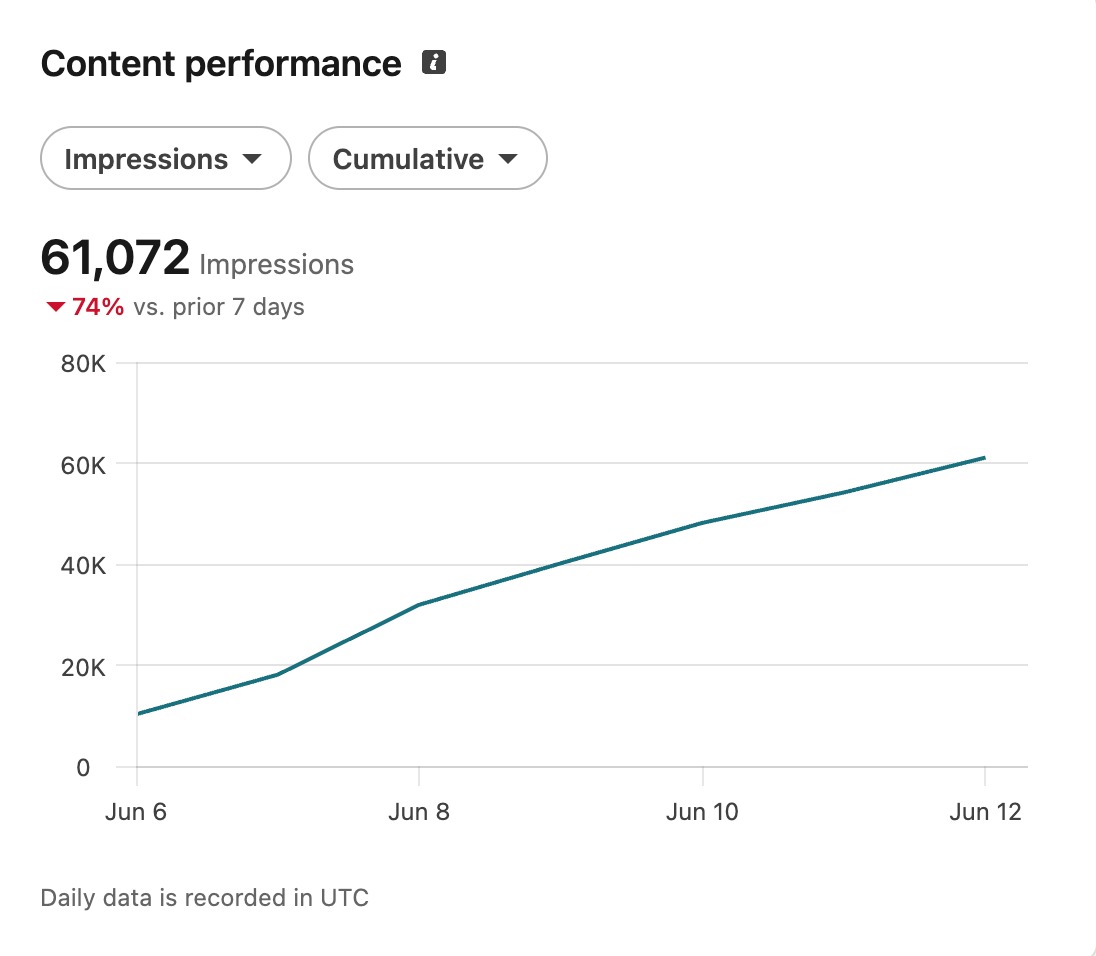 Content performance
Impressions Cumulative
61,072 Impressions
74% vs. prior 7 days
80K
60K
40K
20K
0
Jun 6 Jun 8 Jun 10 Jun 12
Daily data is recorded in UTC